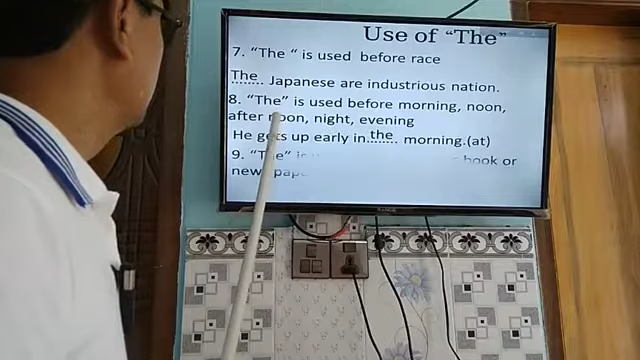 Use of "The"
7. "The " is used before race
The ........ Japanese are industrious nation.
8. "The" is used before morning, noon,
after noon, night, evening
He gets up early in the ........ morning.(at)
9. "The" is book or